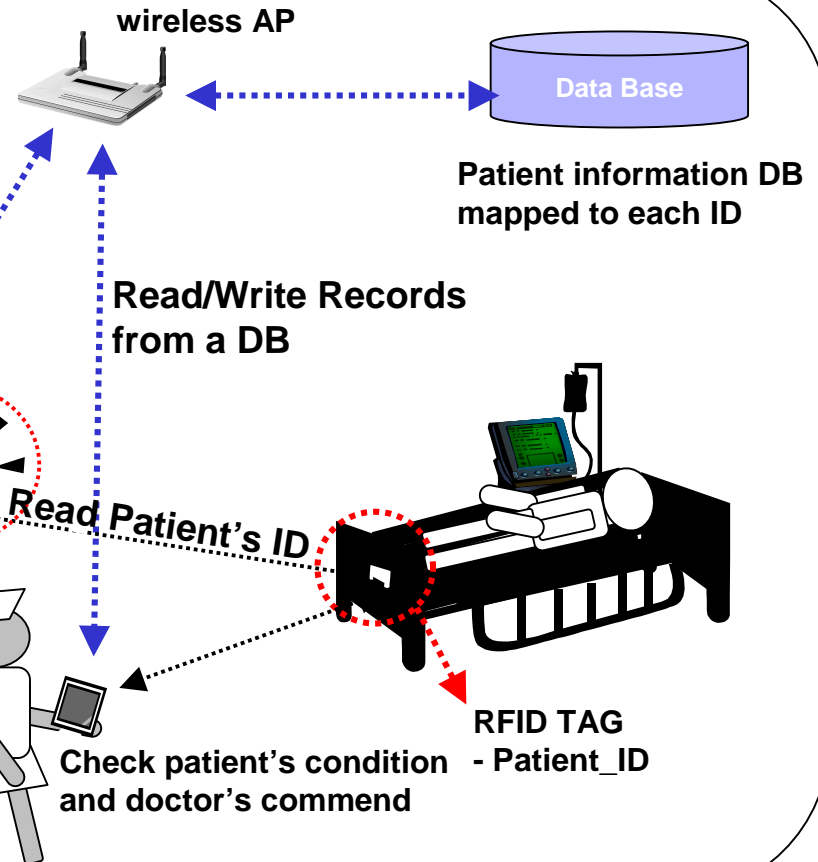 wireless AP
Data Base
Patient information DB
mapped to each ID
Read/Write Records
from a DB
Read Patient's ID
RFID TAG
- Patient_ID
Check patient's condition
and doctor's commend